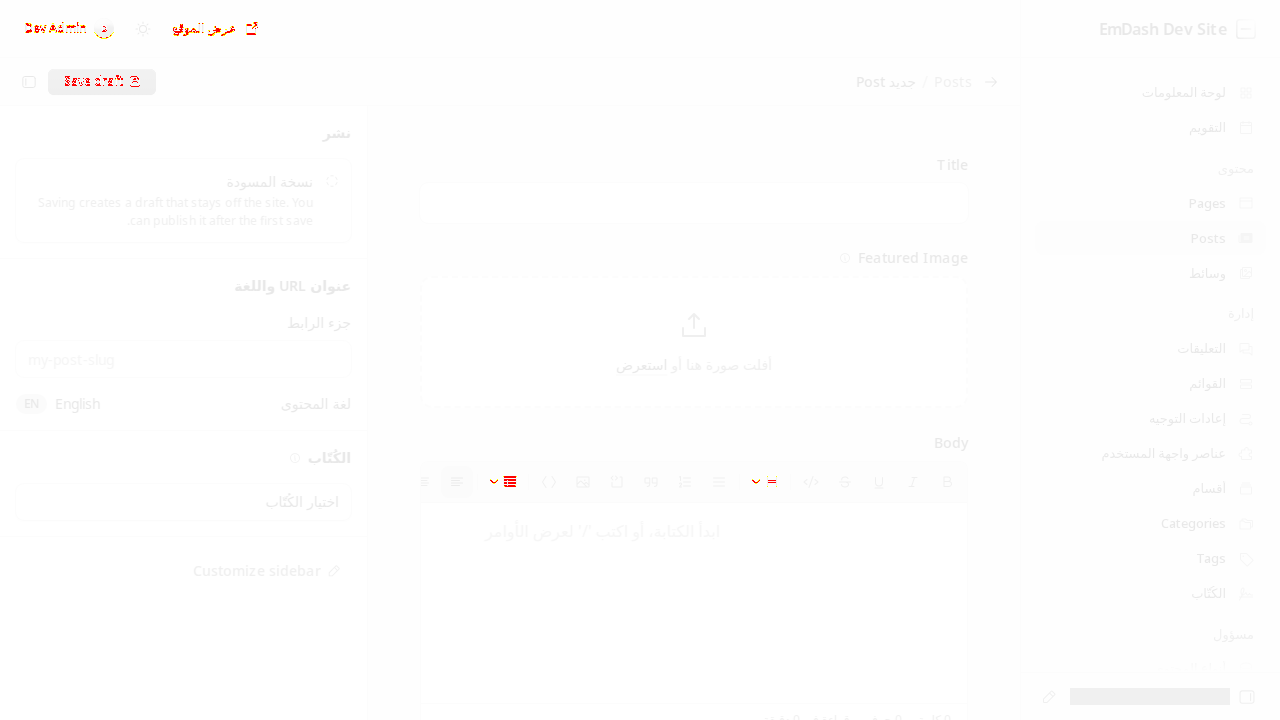 EmDash Dev Site
عرض الموقع
Dev Admin
لوحة المعلومات
التقويم
محتوى
Pages
Posts
وسائط
إدارة
التعليقات
القوائم
إعادات التوجيه
عناصر واجهة المستخدم
أقسام
Categories
Tags
الكُتّاب
مسؤول
Posts / جديد Post
Save draft
Title
Featured Image
أفلت صورة هنا أو استعرض
Body
ابدأ الكتابة، أو اكتب '/' لعرض الأوامر
نشر
نسخة المسودة
Saving creates a draft that stays off the site. You
can publish it after the first save.
عنوان URL واللغة
جزء الرابط
my-post-slug
لغة المحتوى
English EN
الكُتّاب
اختيار الكُتّاب
Customize sidebar